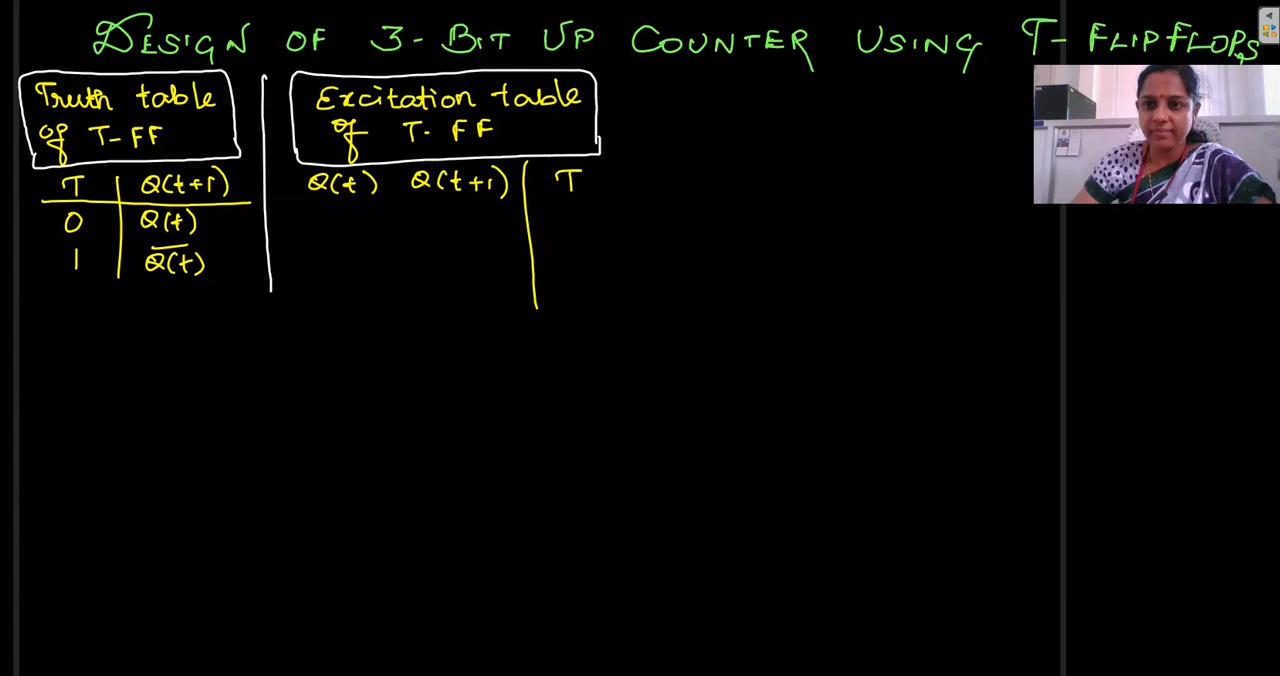 DESIGN OF 3-BIT UP COUNTER USING T-FLIPFLOPS
Truth table
of T-FF
T Q(t+1)
0 Q(t)
1 Q̅(t)
Excitation table
of T-FF
Q(t) Q(t+1) T